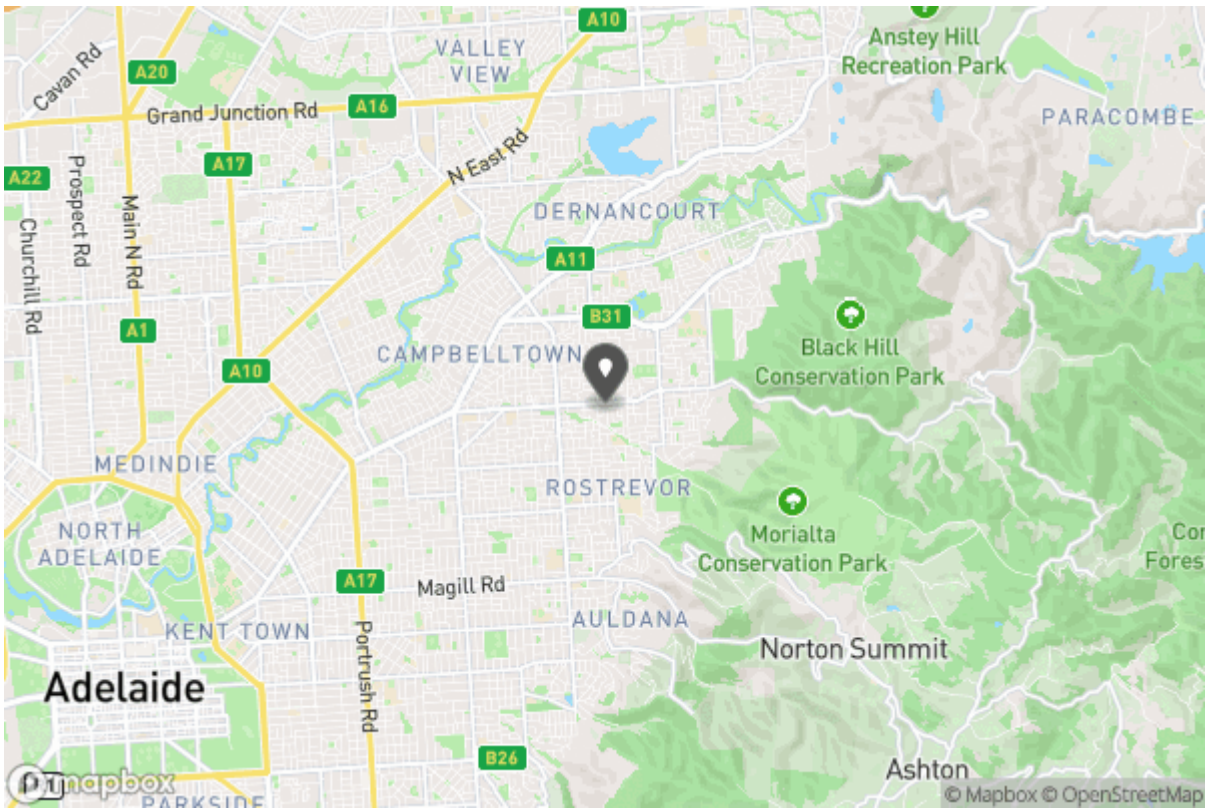 A10
Anstey Hill
Recreation Park
VALLEY
VIEW
Cavan Rd
A20
Grand Junction Rd
A16
PARACOMBE
A17
N East Rd
A22
Prospect Rd
Main N Rd
Churchill Rd
DERNANCOURT
A11
A1
B31
Black Hill
Conservation Park
CAMPBELLTOWN
A10
MEDINDIE
ROSTREVOR
NORTH
ADELAIDE
Morialta
Conservation Park
Cor
Fores
A17
Magill Rd
AULDANA
KENT TOWN
Portrush Rd
Norton Summit
Adelaide
B26
Ashton
mapbox
PARKSIDE
© Mapbox © OpenStreetMap